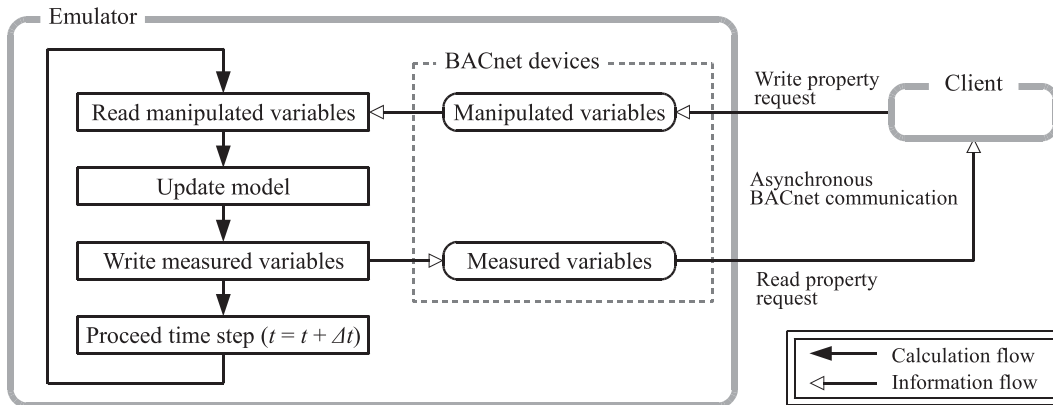 Emulator
BACnet devices
Read manipulated variables
Manipulated variables
Write property
request
Client
Update model
Asynchronous
BACnet communication
Write measured variables
Measured variables
Read property
request
Proceed time step (t = t + Δt)
Calculation flow
Information flow